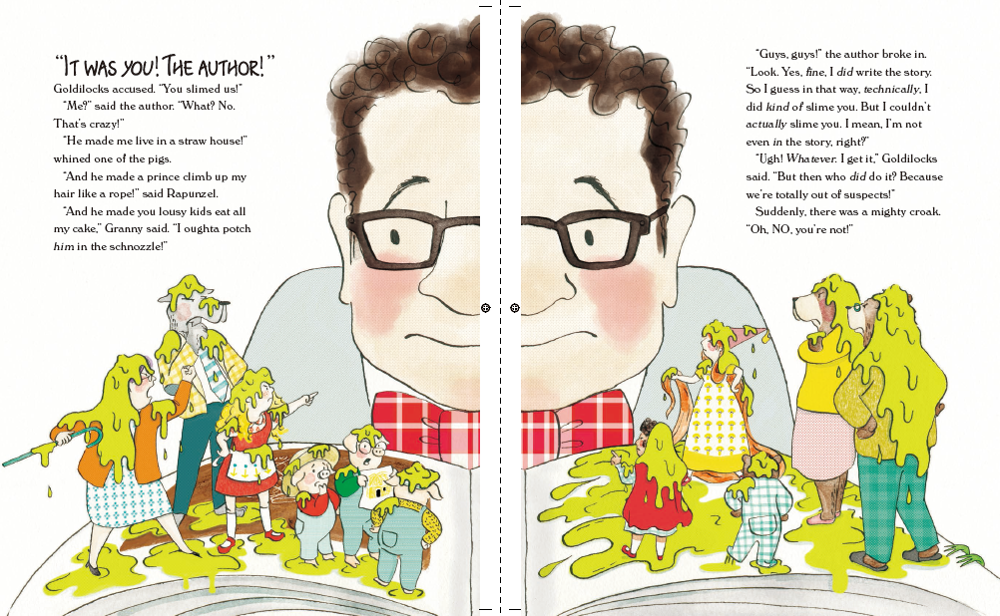 “IT WAS YOU! THE AUTHOR!”
Goldilocks accused. “You slimed us!”
“Me?” said the author. “What? No.
That’s crazy!”
“He made me live in a straw house!”
whined one of the pigs.
“And he made a prince climb up my
hair like a rope!” said Rapunzel.
“And he made you lousy kids eat all
my cake,” Granny said. “I oughta potch
him in the schnozzle!”
“Guys, guys!” the author broke in.
“Look. Yes, fine, I did write the story.
So I guess in that way, technically, I
did kind of slime you. But I couldn’t
actually slime you. I mean, I’m not
even in the story, right?”
“Ugh! Whatever. I get it,” Goldilocks
said. “But then who did do it? Because
we’re totally out of suspects!”
Suddenly, there was a mighty croak.
“Oh, NO, you’re not!”